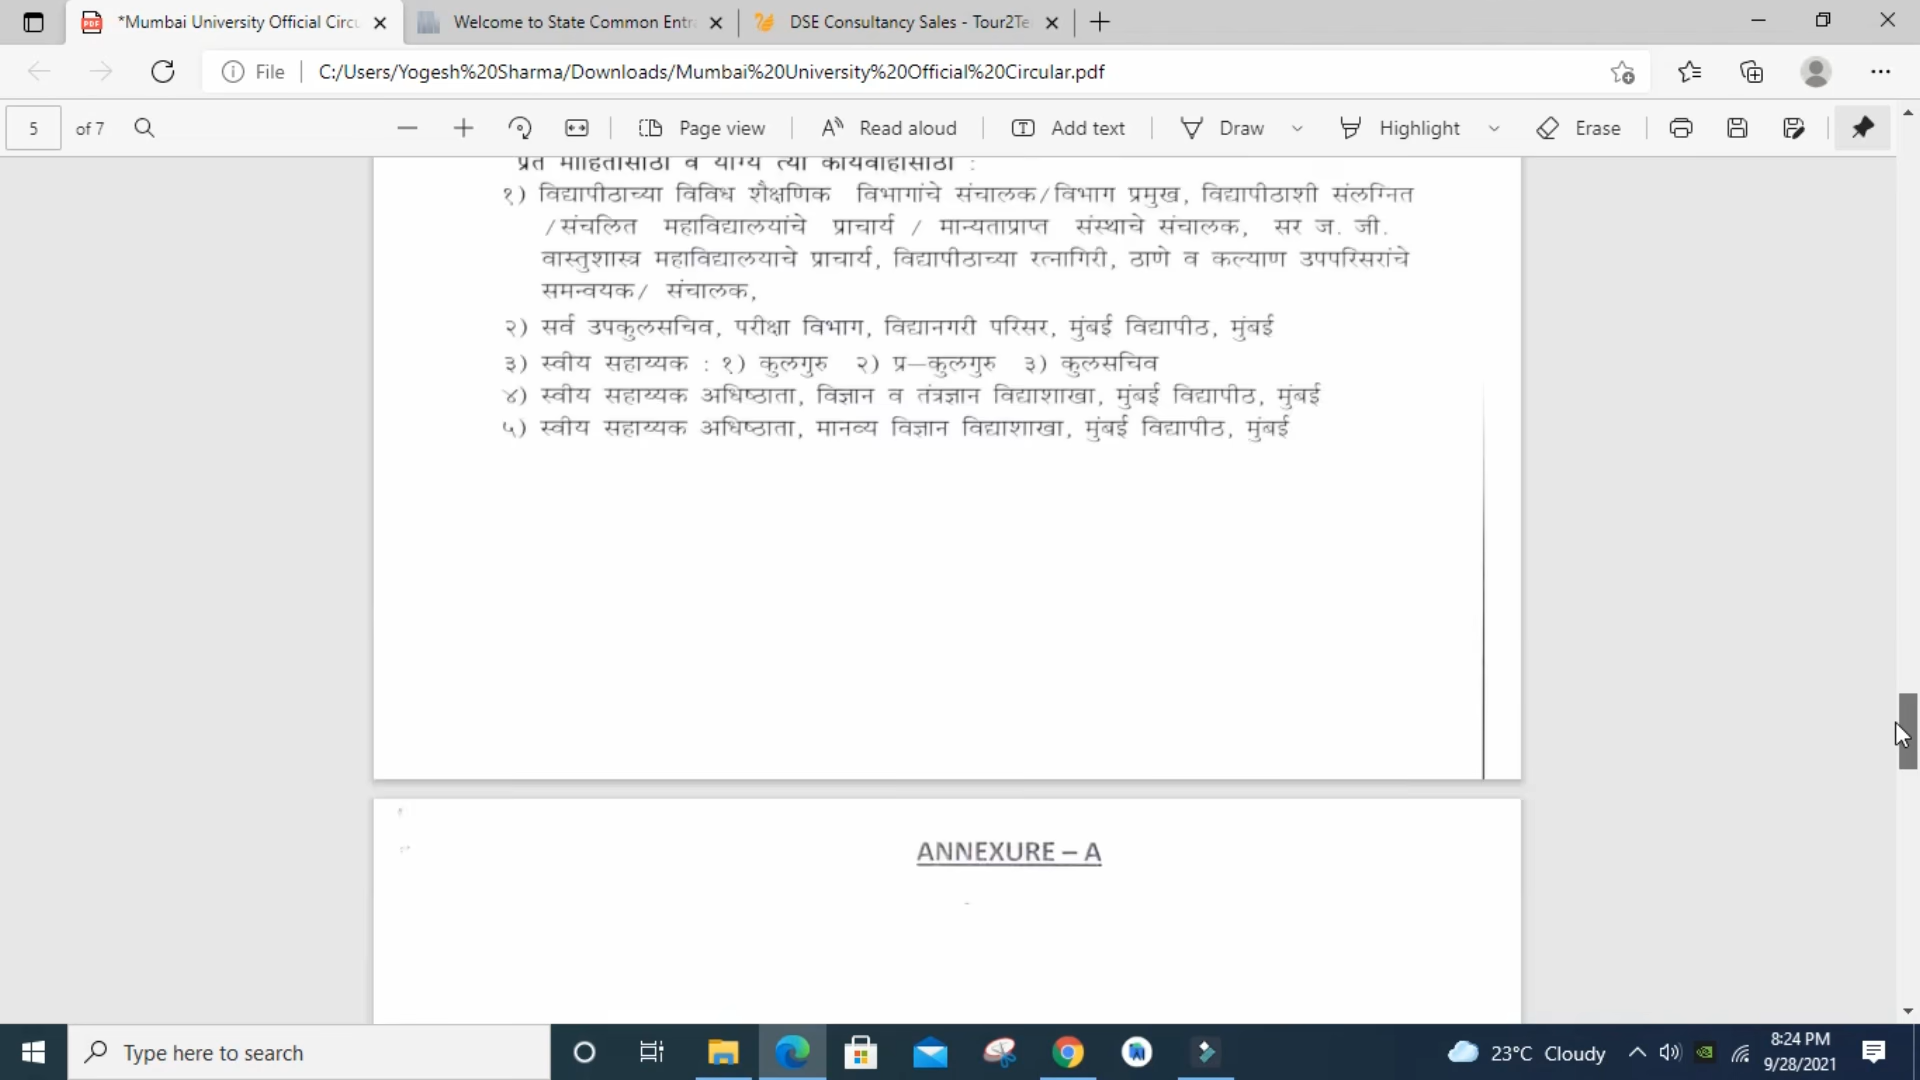 *Mumbai University Official Circu
Welcome to State Common Entr
DSE Consultancy Sales - Tour2Te
File
C:/Users/Yogesh%20Sharma/Downloads/Mumbai%20University%20Official%20Circular.pdf
5 of 7
Page view
Read aloud
Add text
Draw
Highlight
Erase
प्रत माहितीसाठी व योग्य त्या कार्यवाहीसाठी :
१) विद्यापीठाच्या विविध शैक्षणिक विभागांचे संचालक/विभाग प्रमुख, विद्यापीठाशी संलग्नित
/संचलित महाविद्यालयांचे प्राचार्य / मान्यताप्राप्त संस्थाचे संचालक, सर ज. जी.
वास्तुशास्त्र महाविद्यालयाचे प्राचार्य, विद्यापीठाच्या रत्नागिरी, ठाणे व कल्याण उपपरिसरांचे
समन्वयक/ संचालक,
२) सर्व उपकुलसचिव, परीक्षा विभाग, विद्यानगरी परिसर, मुंबई विद्यापीठ, मुंबई
३) स्वीय सहाय्यक : १) कुलगुरु २) प्र—कुलगुरु ३) कुलसचिव
४) स्वीय सहाय्यक अधिष्ठाता, विज्ञान व तंत्रज्ञान विद्याशाखा, मुंबई विद्यापीठ, मुंबई
५) स्वीय सहाय्यक अधिष्ठाता, मानव्य विज्ञान विद्याशाखा, मुंबई विद्यापीठ, मुंबई
ANNEXURE – A
Type here to search
23°C Cloudy
8:24 PM
9/28/2021